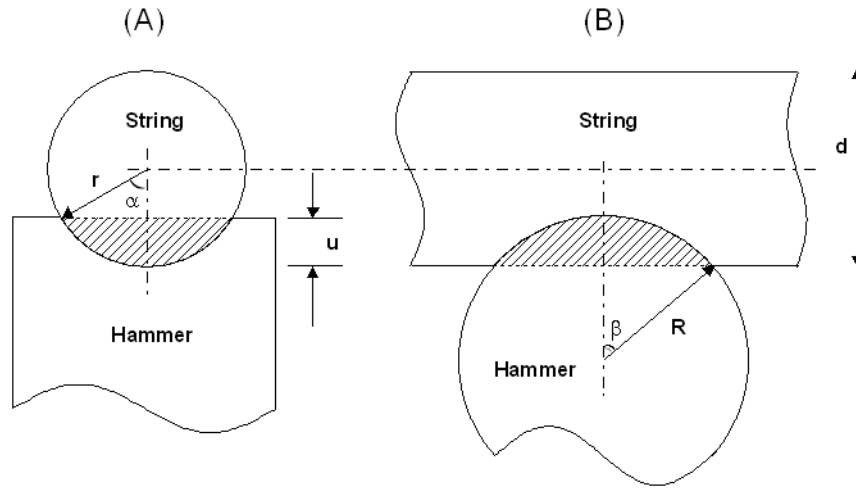 (A) (B)
String String d
r α
u
β R
Hammer
Hammer